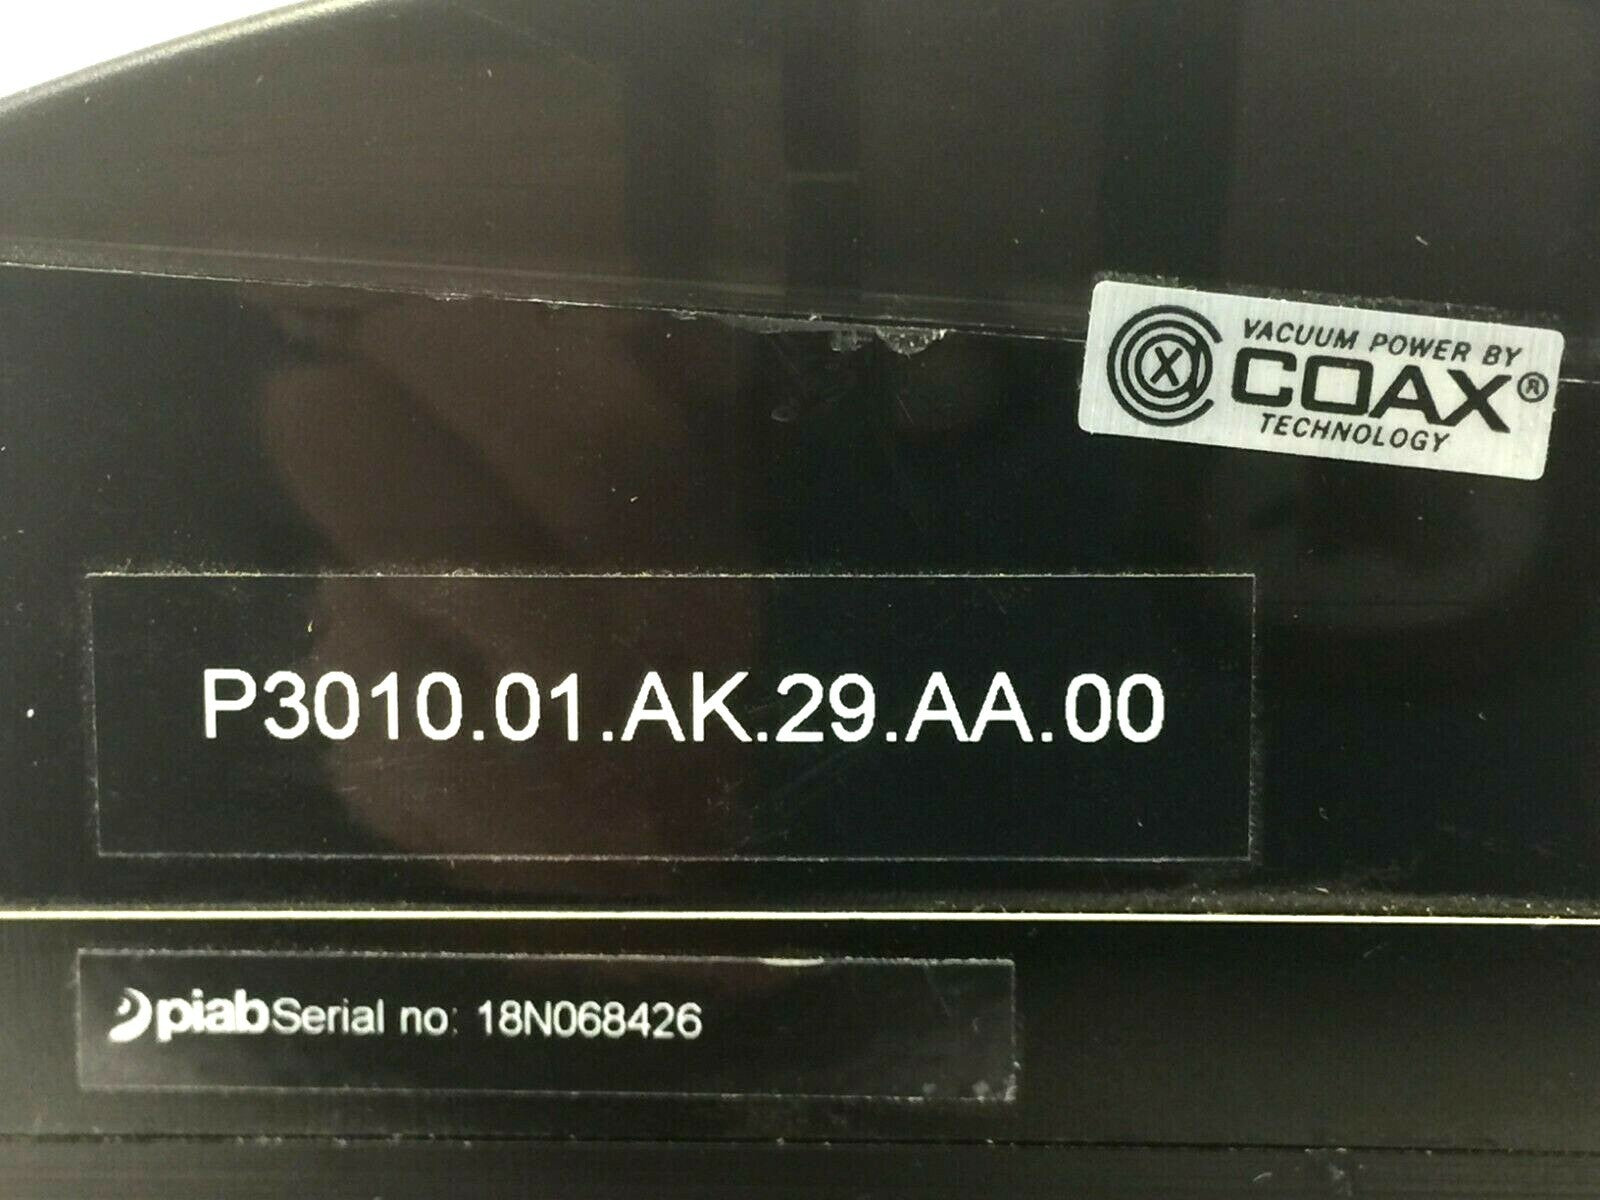 VACUUM POWER BY
COAX®
TECHNOLOGY
P3010.01.AK.29.AA.00
piab Serial no: 18N068426